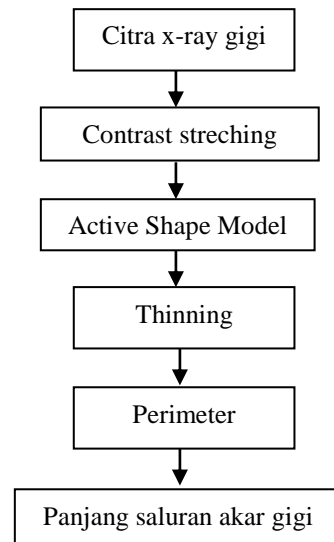 Citra x-ray gigi
Contrast streching
Active Shape Model
Thinning
Perimeter
Panjang saluran akar gigi